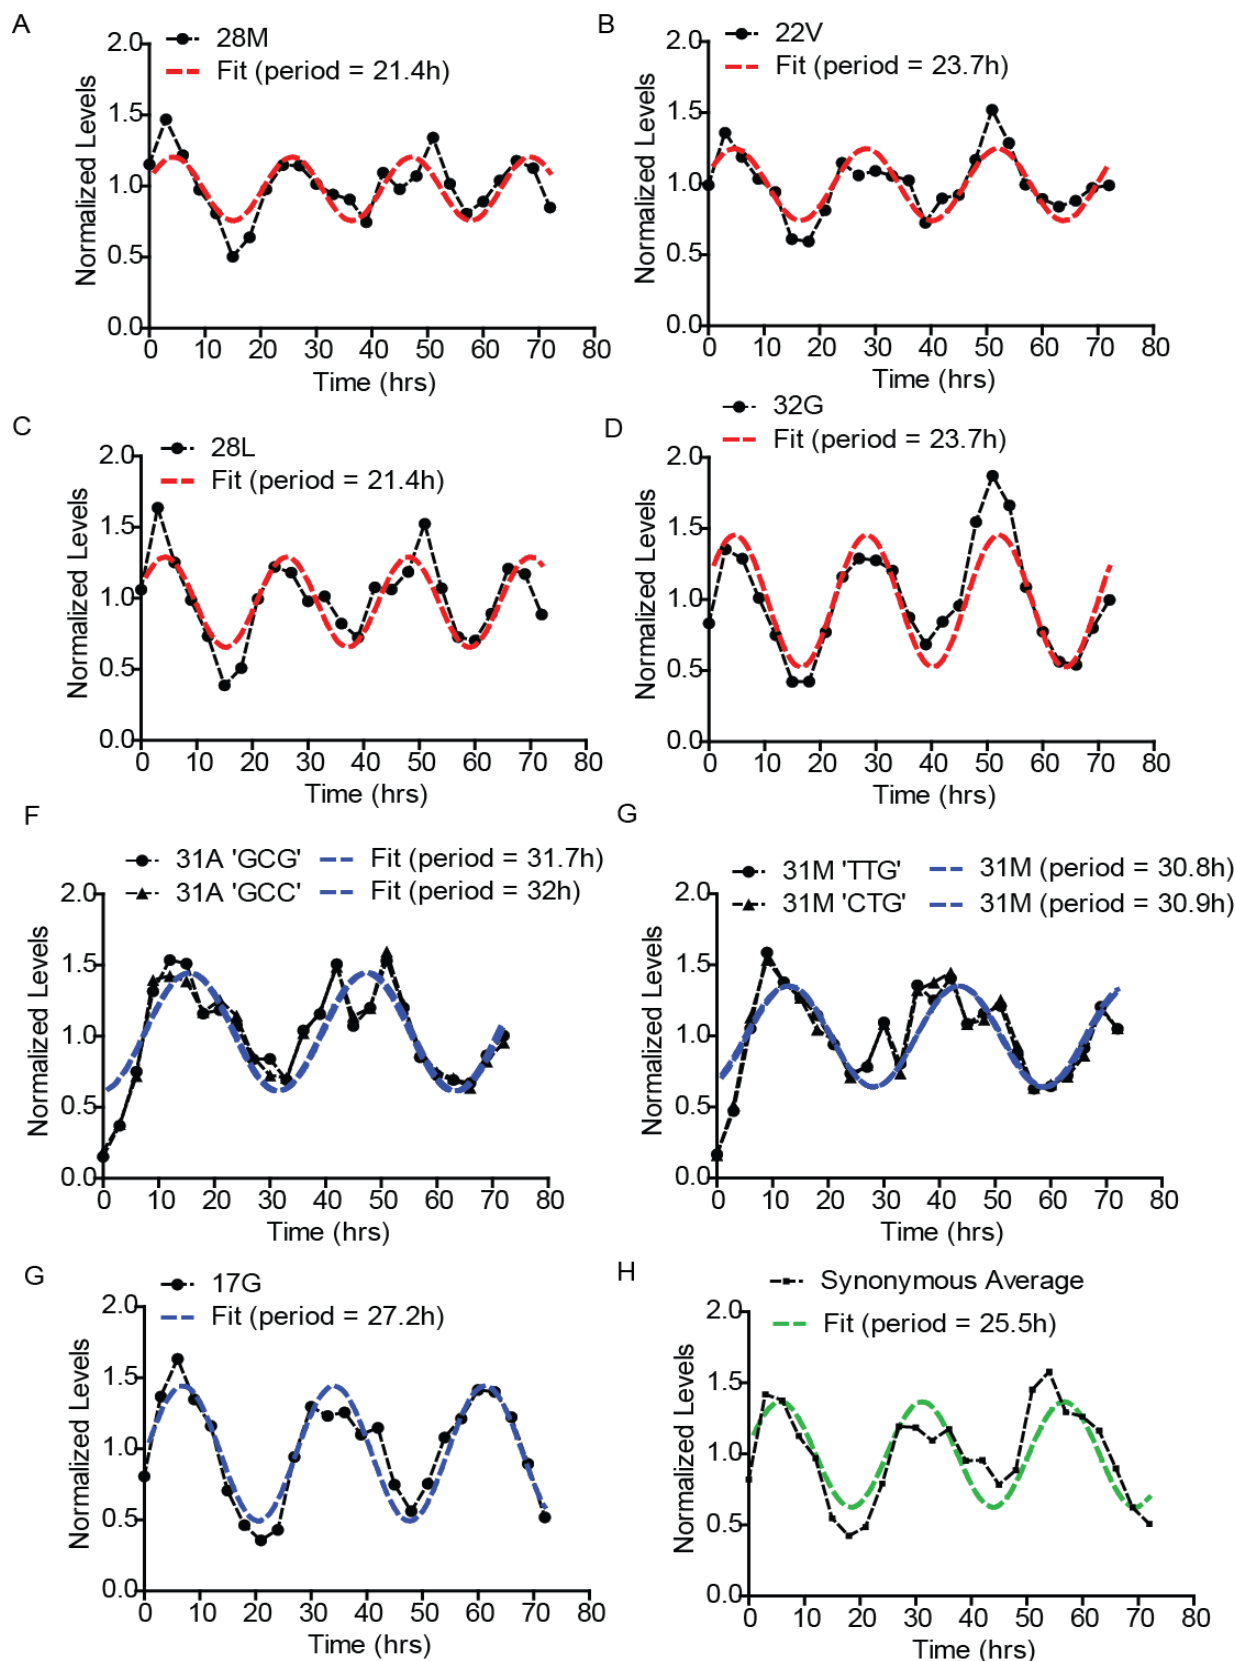 A
28M
Fit (period = 21.4h)
Normalized Levels
2.0
1.5
1.0
0.5
0.0
0 10 20 30 40 50 60 70 80
Time (hrs)
B
22V
Fit (period = 23.7h)
Normalized Levels
2.0
1.5
1.0
0.5
0.0
0 10 20 30 40 50 60 70 80
Time (hrs)
C
28L
Fit (period = 21.4h)
Normalized Levels
2.0
1.5
1.0
0.5
0.0
0 10 20 30 40 50 60 70 80
Time (hrs)
D
32G
Fit (period = 23.7h)
Normalized Levels
2.0
1.5
1.0
0.5
0.0
0 10 20 30 40 50 60 70 80
Time (hrs)
F
31A 'GCG' Fit (period = 31.7h)
31A 'GCC' Fit (period = 32h)
Normalized Levels
2.0
1.5
1.0
0.5
0.0
0 10 20 30 40 50 60 70 80
Time (hrs)
G
31M 'TTG' 31M (period = 30.8h)
31M 'CTG' 31M (period = 30.9h)
Normalized Levels
2.0
1.5
1.0
0.5
0.0
0 10 20 30 40 50 60 70 80
Time (hrs)
G
17G
Fit (period = 27.2h)
Normalized Levels
2.0
1.5
1.0
0.5
0.0
0 10 20 30 40 50 60 70 80
Time (hrs)
H
Synonymous Average
Fit (period = 25.5h)
Normalized Levels
2.0
1.5
1.0
0.5
0.0
0 10 20 30 40 50 60 70 80
Time (hrs)